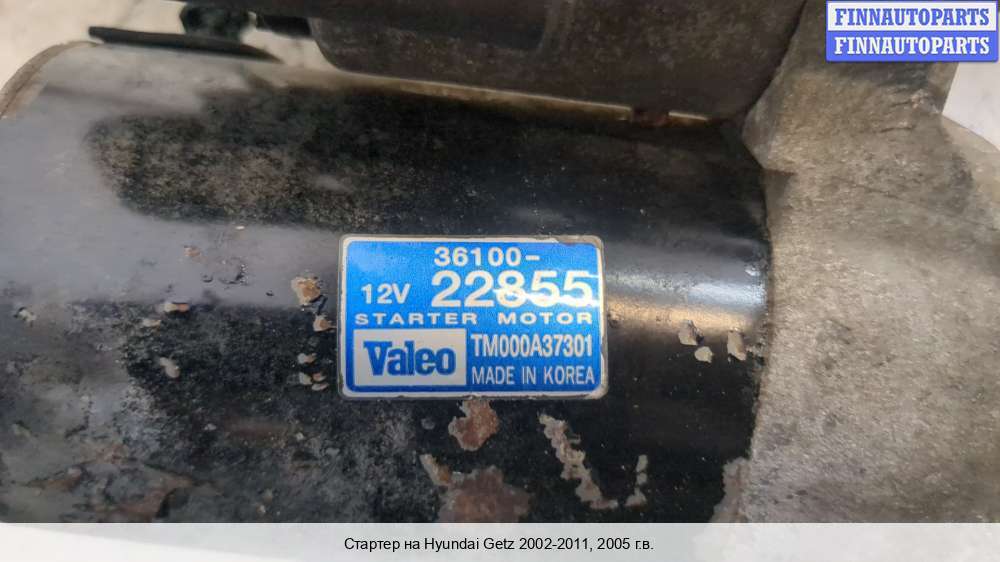 FINNAUTOPARTS
FINNAUTOPARTS
36100-
12V 22855
STARTER MOTOR
Valeo TM000A37301
MADE IN KOREA
Стартер на Hyundai Getz 2002-2011, 2005 г.в.